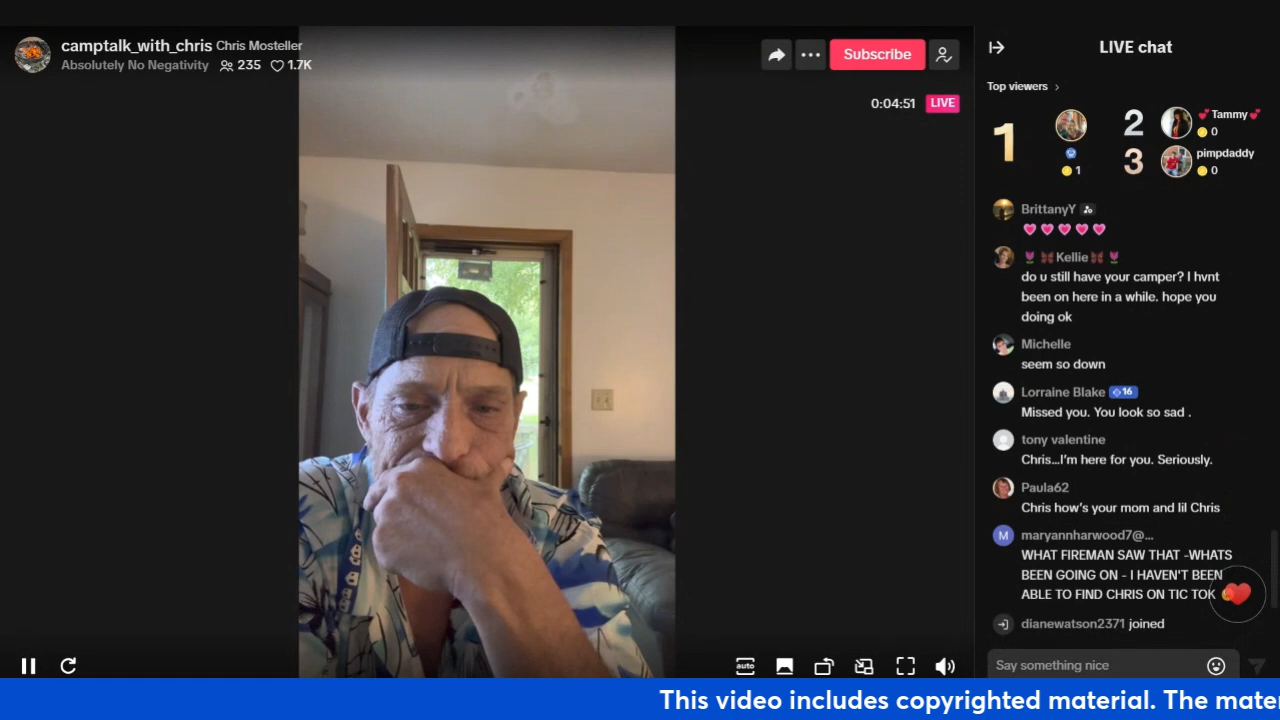 camptalk_with_chris Chris Mosteller
Absolutely No Negativity 235 1.7K
Subscribe
0:04:51 LIVE
LIVE chat
Top viewers
1
1
2
💕Tammy💕
0
3
pimpdaddy
0
BrittanyY
💗💗💗💗💗
🌷🦋Kellie🦋🌷
do u still have your camper? I hvnt
been on here in a while. hope you
doing ok
Michelle
seem so down
Lorraine Blake 16
Missed you. You look so sad .
tony valentine
Chris...I'm here for you. Seriously.
Paula62
Chris how's your mom and lil Chris
M maryannharwood7@...
WHAT FIREMAN SAW THAT -WHATS
BEEN GOING ON - I HAVEN'T BEEN
ABLE TO FIND CHRIS ON TIC TOK
dianewatson2371 joined
auto
Say something nice
This video includes copyrighted material. The mate